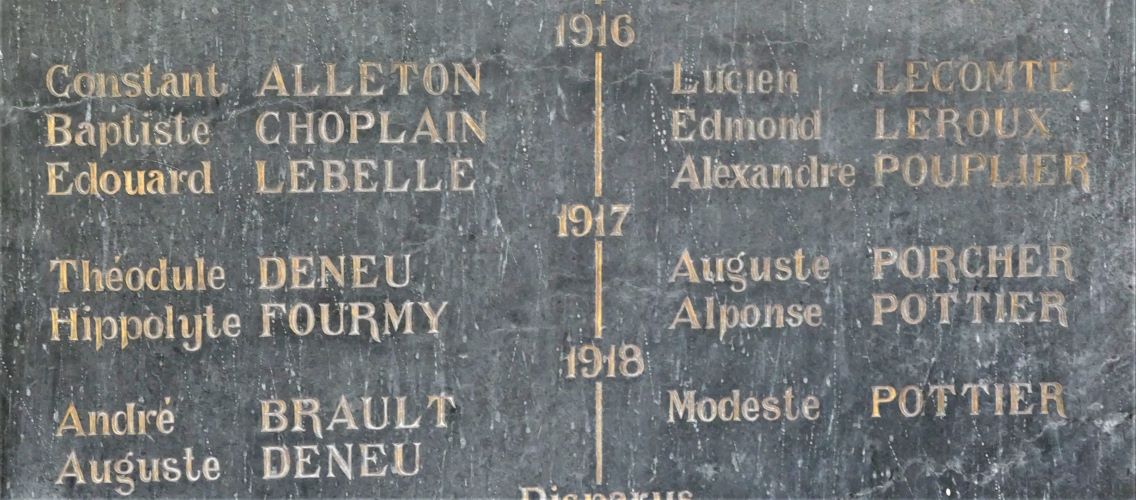 1916
Constant ALLETON
Baptiste CHOPLAIN
Edouard LEBELLE
Lucien LECOMTE
Edmond LEROUX
Alexandre POUPLIER
1917
Théodule DENEU
Hippolyte FOURMY
Auguste PORCHER
Alponse POTTIER
1918
André BRAULT
Auguste DENEU
Modeste POTTIER
Disparus